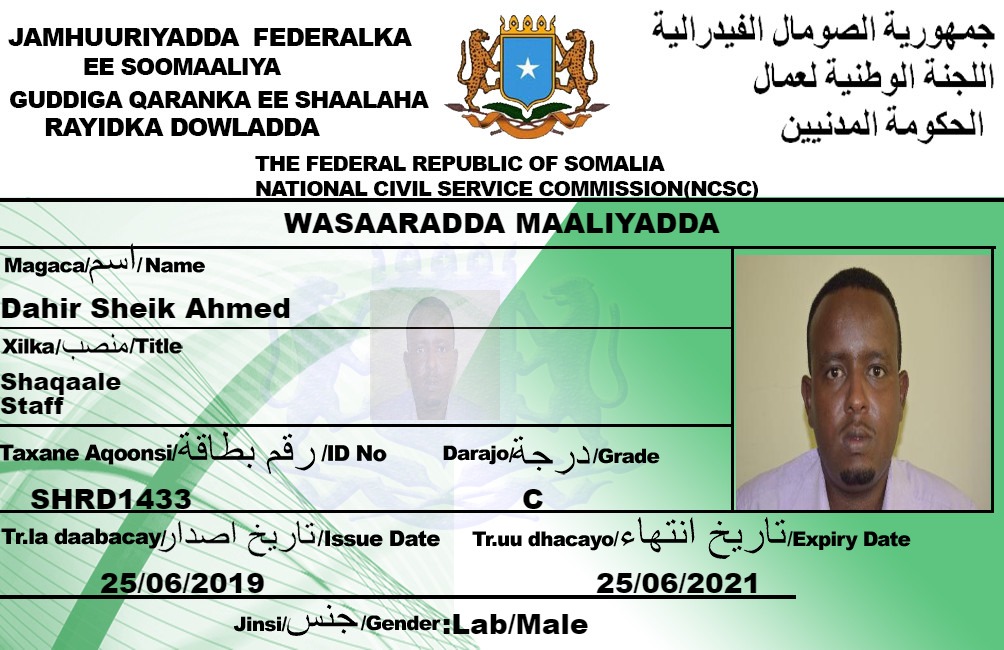 JAMHUURIYADDA FEDERALKA
EE SOOMAALIYA
GUDDIGA QARANKA EE SHAALAHA
RAYIDKA DOWLADDA
جمهورية الصومال الفيدرالية
اللجنة الوطنية لعمال
الحكومة المدنيين
THE FEDERAL REPUBLIC OF SOMALIA
NATIONAL CIVIL SERVICE COMMISSION(NCSC)
WASAARADDA MAALIYADDA
Magaca/اسم/Name
Dahir Sheik Ahmed
Xilka/منصب/Title
Shaqaale
Staff
Taxane Aqoonsi/رقم بطاقة/ID No
SHRD1433
Darajo/درجة/Grade
C
Tr.la daabacay/تاريخ اصدار/Issue Date
25/06/2019
Tr.uu dhacayo/تاريخ انتهاء/Expiry Date
25/06/2021
Jinsi/جنس/Gender:Lab/Male